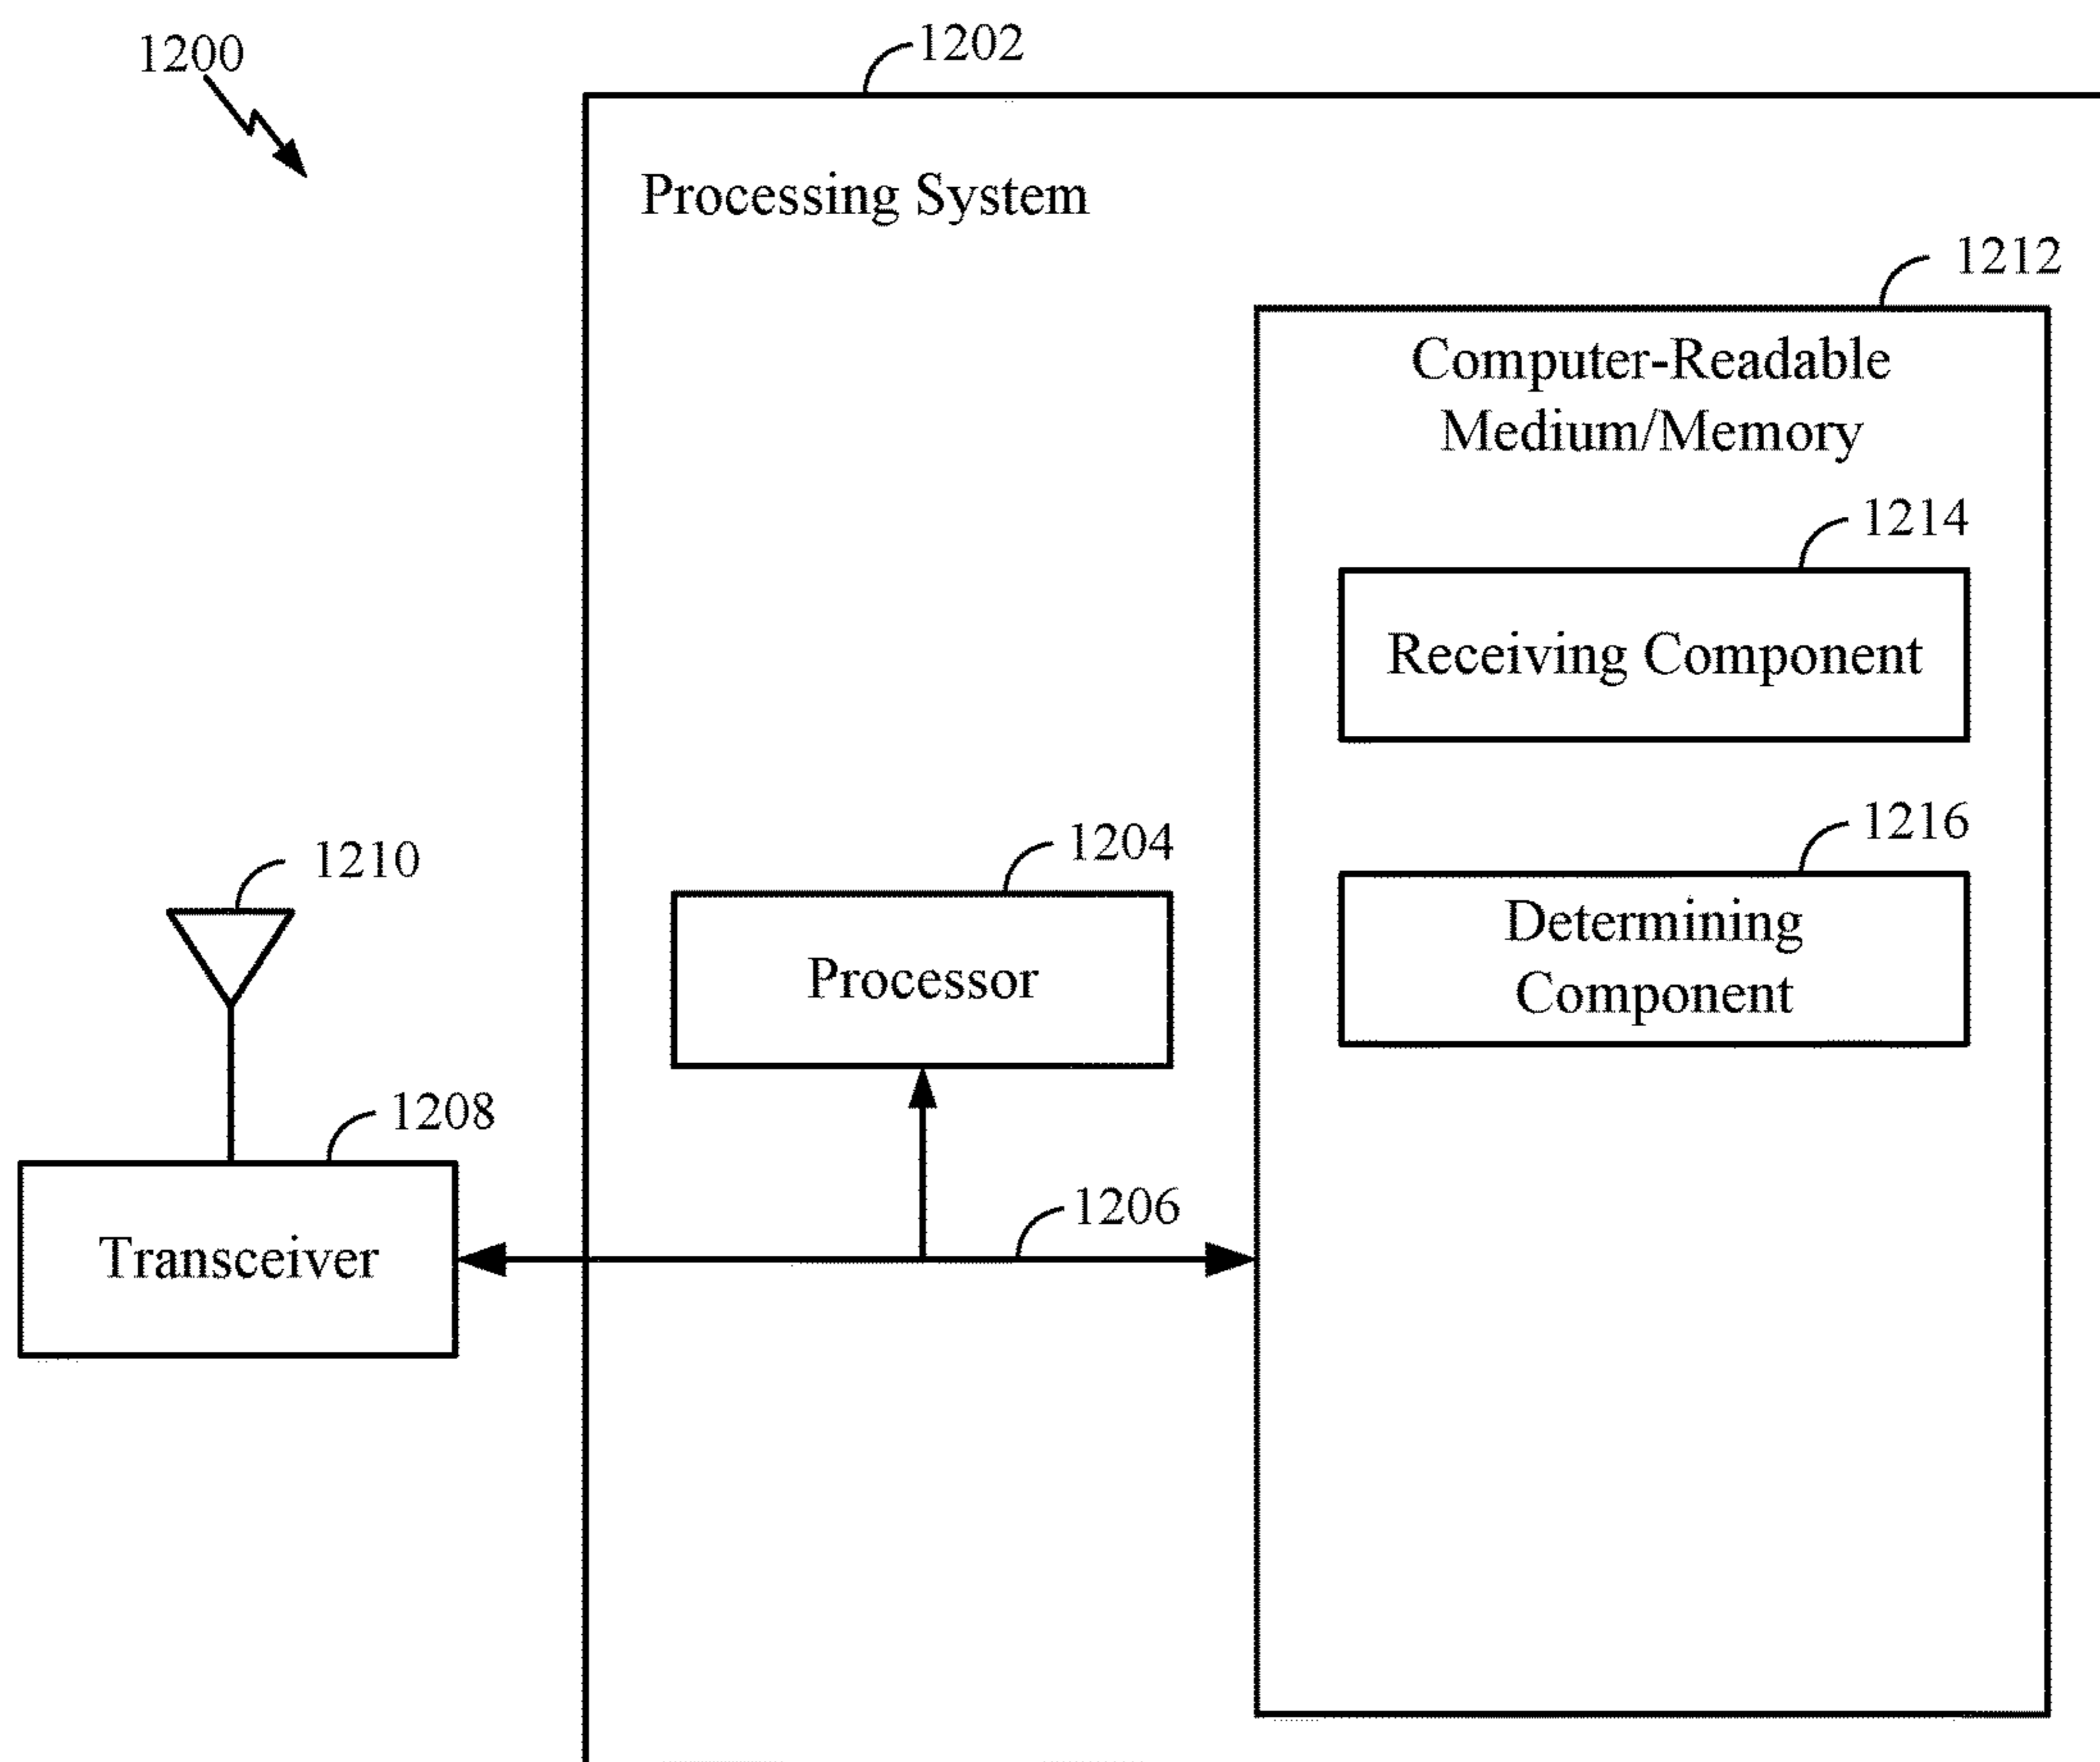 1200
1202
Processing System
1212
Computer-Readable
Medium/Memory
1214
Receiving Component
1216
Determining
Component
1204
Processor
1210
1208
Transceiver
1206